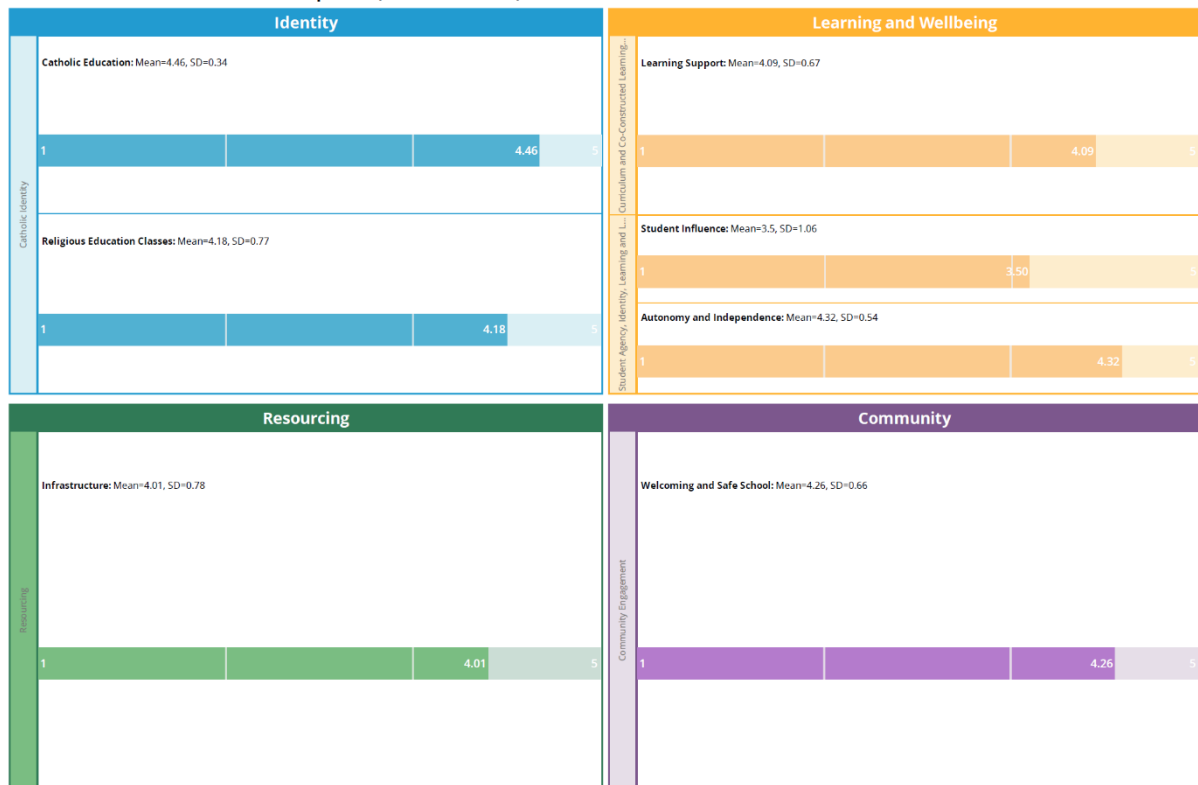 Identity
Catholic Identity
Catholic Education: Mean=4.46, SD=0.34
1 4.46 5
Religious Education Classes: Mean=4.18, SD=0.77
1 4.18 5
Learning and Wellbeing
Curriculum and Co-Constructed Learning...
Learning Support: Mean=4.09, SD=0.67
1 4.09 5
Student Agency, Identity, Learning and L...
Student Influence: Mean=3.5, SD=1.06
1 3.50 5
Autonomy and Independence: Mean=4.32, SD=0.54
1 4.32 5
Resourcing
Resourcing
Infrastructure: Mean=4.01, SD=0.78
1 4.01 5
Community
Community Engagement
Welcoming and Safe School: Mean=4.26, SD=0.66
1 4.26 5